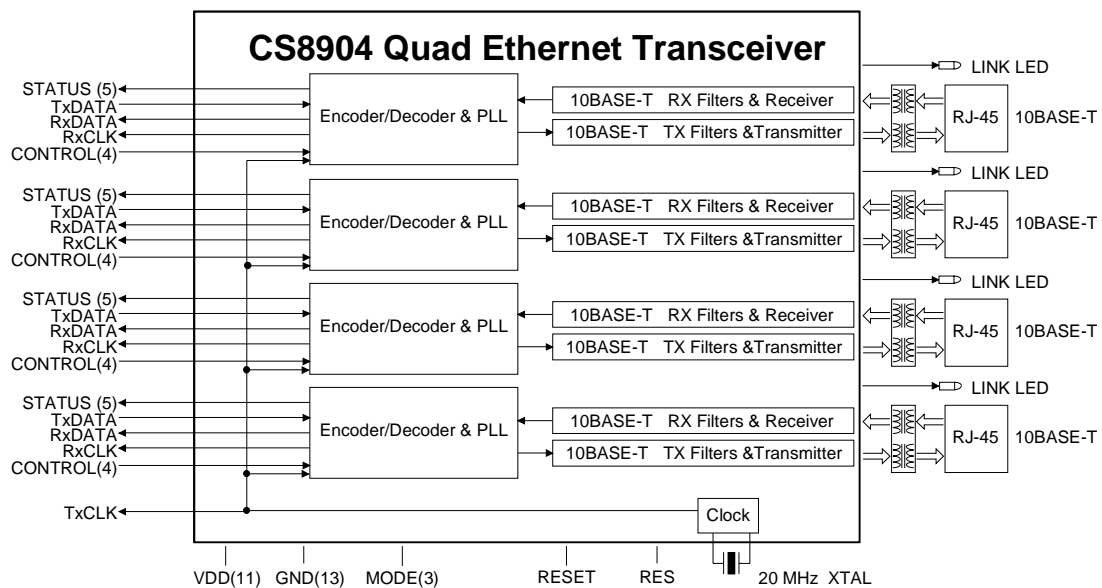 CS8904 Quad Ethernet Transceiver
LINK LED
STATUS (5)
TxDATA
RxDATA
RxCLK
CONTROL(4)
Encoder/Decoder & PLL
10BASE-T RX Filters & Receiver
10BASE-T TX Filters &Transmitter
RJ-45
10BASE-T
LINK LED
STATUS (5)
TxDATA
RxDATA
RxCLK
CONTROL(4)
Encoder/Decoder & PLL
10BASE-T RX Filters & Receiver
10BASE-T TX Filters &Transmitter
RJ-45
10BASE-T
LINK LED
STATUS (5)
TxDATA
RxDATA
RxCLK
CONTROL(4)
Encoder/Decoder & PLL
10BASE-T RX Filters & Receiver
10BASE-T TX Filters &Transmitter
RJ-45
10BASE-T
LINK LED
STATUS (5)
TxDATA
RxDATA
RxCLK
CONTROL(4)
Encoder/Decoder & PLL
10BASE-T RX Filters & Receiver
10BASE-T TX Filters &Transmitter
RJ-45
10BASE-T
TxCLK
Clock
VDD(11)
GND(13)
MODE(3)
RESET
RES
20 MHz XTAL